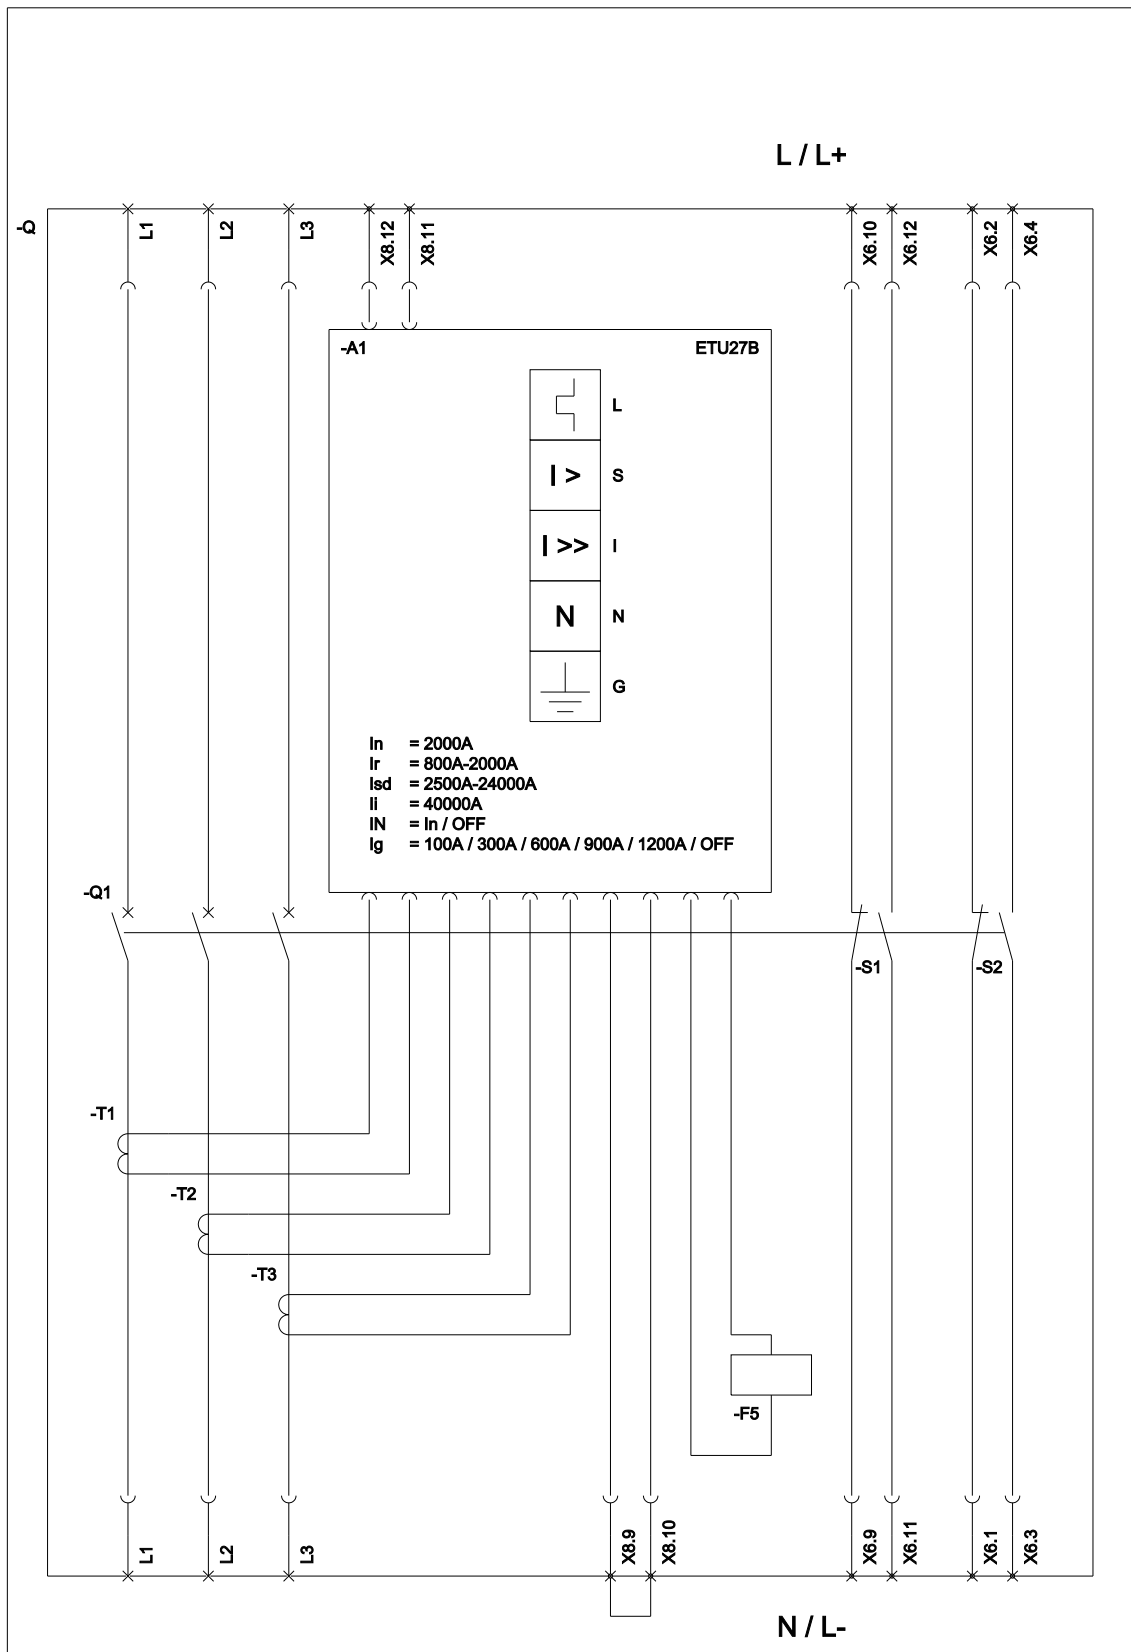 L / L+
-Q
L1
L2
L3
X8.12
X8.11
X6.10
X6.12
X6.2
X6.4
-A1
ETU27B
L
I > S
I >> I
N N
G
In = 2000A
Ir = 800A-2000A
Isd = 2500A-24000A
Ii = 40000A
IN = In / OFF
Ig = 100A / 300A / 600A / 900A / 1200A / OFF
-Q1
-S1
-S2
-T1
-T2
-T3
-F5
L1
L2
L3
X8.9
X8.10
X6.9
X6.11
X6.1
X6.3
N / L-